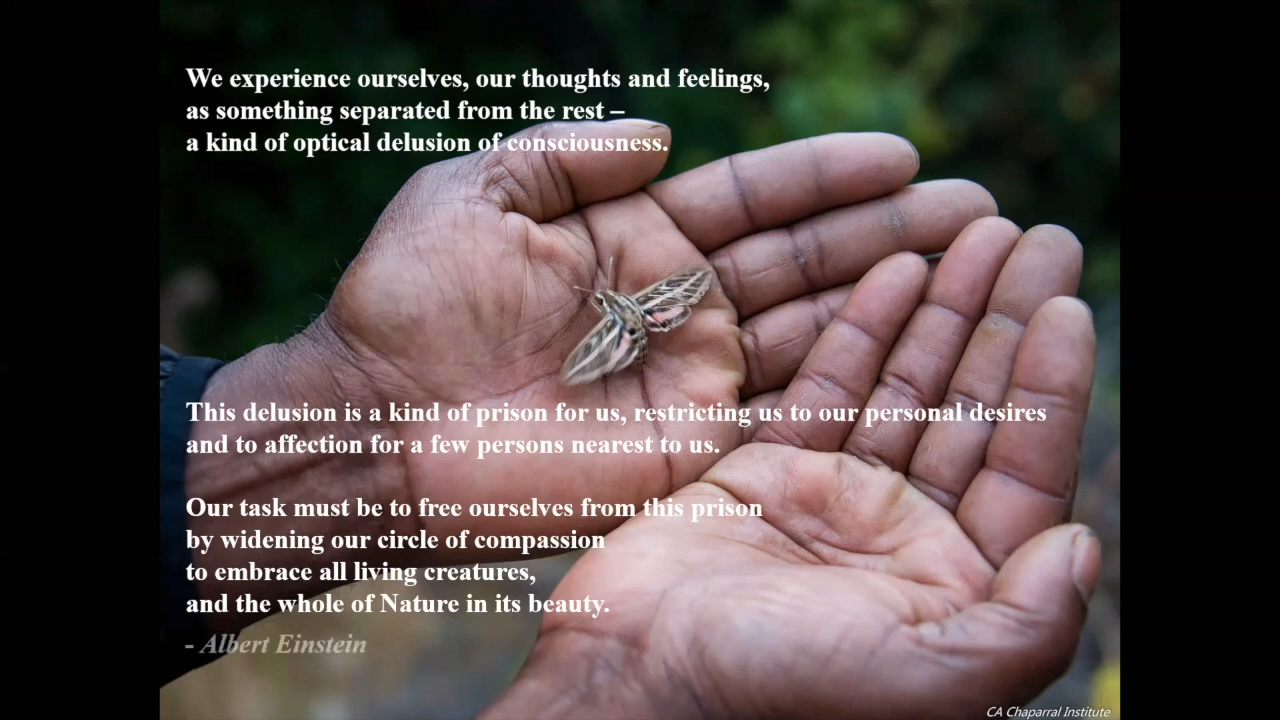 We experience ourselves, our thoughts and feelings,
as something separated from the rest –
a kind of optical delusion of consciousness.
This delusion is a kind of prison for us, restricting us to our personal desires
and to affection for a few persons nearest to us.
Our task must be to free ourselves from this prison
by widening our circle of compassion
to embrace all living creatures,
and the whole of Nature in its beauty.
- Albert Einstein
CA Chaparral Institute